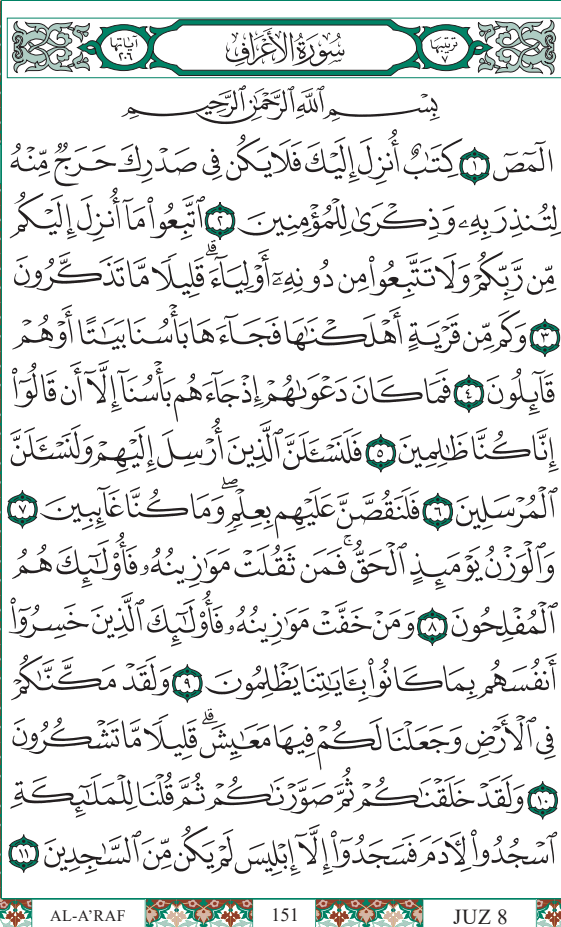 ترتيبها ٧ سُورَةُ الأَعْرَافِ آياتها ٢٠٦
بِسْمِ ٱللَّهِ ٱلرَّحْمَٰنِ ٱلرَّحِيمِ
الٓمٓصٓ ١ كِتَٰبٌ أُنزِلَ إِلَيْكَ فَلَا يَكُن فِى صَدْرِكَ حَرَجٌ مِّنْهُ
لِتُنذِرَ بِهِۦ وَذِكْرَىٰ لِلْمُؤْمِنِينَ ٢ ٱتَّبِعُوا۟ مَآ أُنزِلَ إِلَيْكُم
مِّن رَّبِّكُمْ وَلَا تَتَّبِعُوا۟ مِن دُونِهِۦٓ أَوْلِيَآءَ ۗ قَلِيلًا مَّا تَذَكَّرُونَ
٣ وَكَم مِّن قَرْيَةٍ أَهْلَكْنَٰهَا فَجَآءَهَا بَأْسُنَا بَيَٰتًا أَوْ هُمْ
قَآئِلُونَ ٤ فَمَا كَانَ دَعْوَىٰهُمْ إِذْ جَآءَهُم بَأْسُنَآ إِلَّآ أَن قَالُوٓا۟
إِنَّا كُنَّا ظَٰلِمِينَ ٥ فَلَنَسْـَٔلَنَّ ٱلَّذِينَ أُرْسِلَ إِلَيْهِمْ وَلَنَسْـَٔلَنَّ
ٱلْمُرْسَلِينَ ٦ فَلَنَقُصَّنَّ عَلَيْهِم بِعِلْمٍ ۖ وَمَا كُنَّا غَآئِبِينَ ٧
وَٱلْوَزْنُ يَوْمَئِذٍ ٱلْحَقُّ ۚ فَمَن ثَقُلَتْ مَوَٰزِينُهُۥ فَأُو۟لَٰٓئِكَ هُمُ
ٱلْمُفْلِحُونَ ٨ وَمَنْ خَفَّتْ مَوَٰزِينُهُۥ فَأُو۟لَٰٓئِكَ ٱلَّذِينَ خَسِرُوٓا۟
أَنفُسَهُم بِمَا كَانُوا۟ بِـَٔايَٰتِنَا يَظْلِمُونَ ٩ وَلَقَدْ مَكَّنَّٰكُمْ
فِى ٱلْأَرْضِ وَجَعَلْنَا لَكُمْ فِيهَا مَعَٰيِشَ ۗ قَلِيلًا مَّا تَشْكُرُونَ
١٠ وَلَقَدْ خَلَقْنَٰكُمْ ثُمَّ صَوَّرْنَٰكُمْ ثُمَّ قُلْنَا لِلْمَلَٰٓئِكَةِ
ٱسْجُدُوا۟ لِـَٔادَمَ فَسَجَدُوٓا۟ إِلَّآ إِبْلِيسَ لَمْ يَكُن مِّنَ ٱلسَّٰجِدِينَ ١١
AL-A'RAF 151 JUZ 8